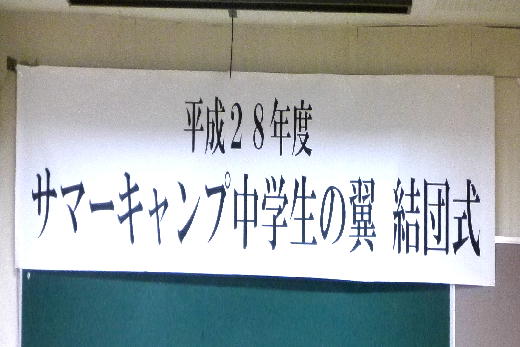 平成２８年度
サマーキャンプ中学生の翼 結団式